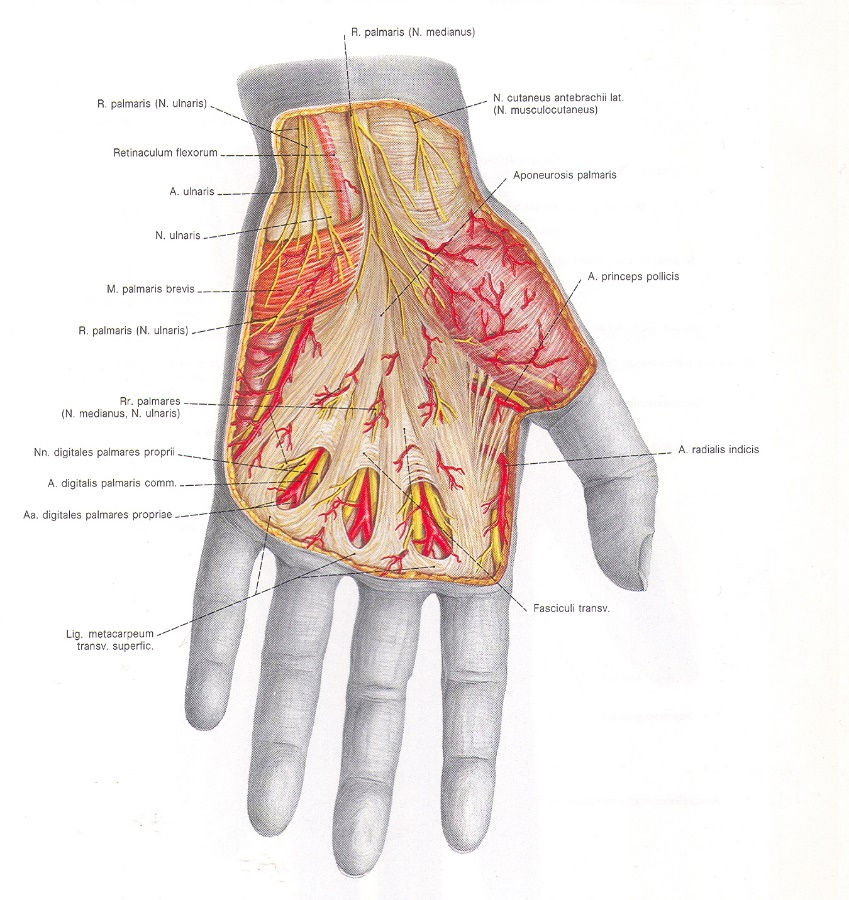 R. palmaris (N. medianus)
R. palmaris (N. ulnaris)
N. cutaneus antebrachii lat.
(N. musculocutaneus)
Retinaculum flexorum
Aponeurosis palmaris
A. ulnaris
N. ulnaris
A. princeps pollicis
M. palmaris brevis
R. palmaris (N. ulnaris)
Rr. palmares
(N. medianus, N. ulnaris)
Nn. digitales palmares proprii
A. radialis indicis
A. digitalis palmaris comm.
Aa. digitales palmares propriae
Fasciculi transv.
Lig. metacarpeum
transv. superfic.